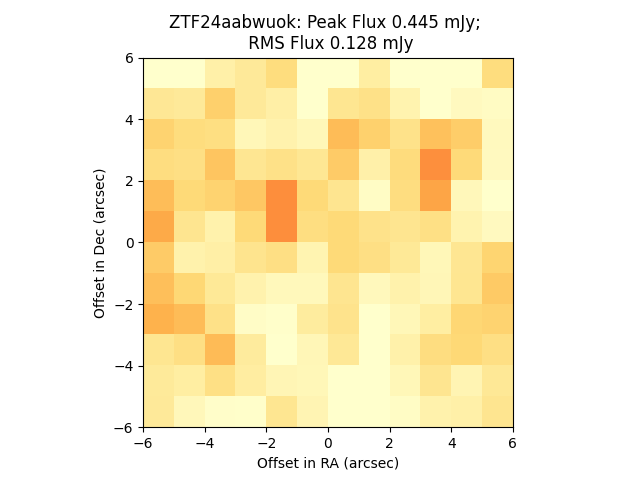 ZTF24aabwuok: Peak Flux 0.445 mJy;
RMS Flux 0.128 mJy
6
4
2
0
−2
−4
−6
Offset in Dec (arcsec)
−6 −4 −2 0 2 4 6
Offset in RA (arcsec)